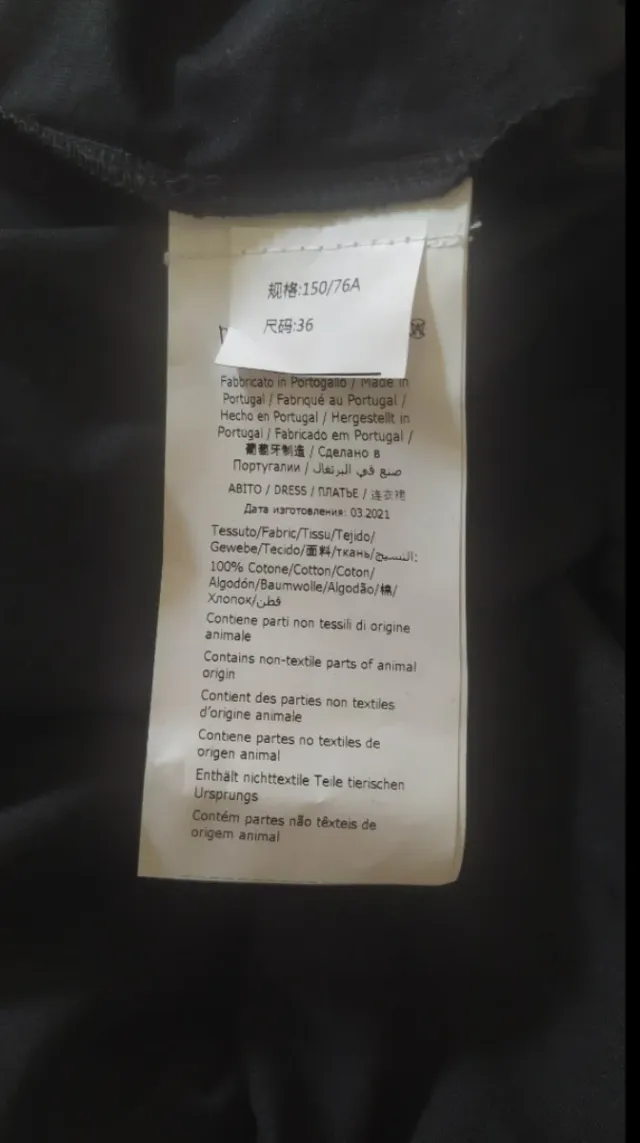 规格:150/76A
尺码:36
Fabbricato in Portogallo / Made in
Portugal / Fabriqué au Portugal /
Hecho en Portugal / Hergestellt in
Portugal / Fabricado em Portugal /
葡萄牙制造 / Сделано в
Португалии / صنع في البرتغال
ABITO / DRESS / ПЛАТЬЕ / 连衣裙
Дата изготовления: 03.2021
Tessuto/Fabric/Tissu/Tejido/
Gewebe/Tecido/面料/ткань/النسيج:
100% Cotone/Cotton/Coton/
Algodón/Baumwolle/Algodão/棉/
Хлопок/قطن
Contiene parti non tessili di origine
animale
Contains non-textile parts of animal
origin
Contient des parties non textiles
d'origine animale
Contiene partes no textiles de
origen animal
Enthält nichttextile Teile tierischen
Ursprungs
Contém partes não têxteis de
origem animal